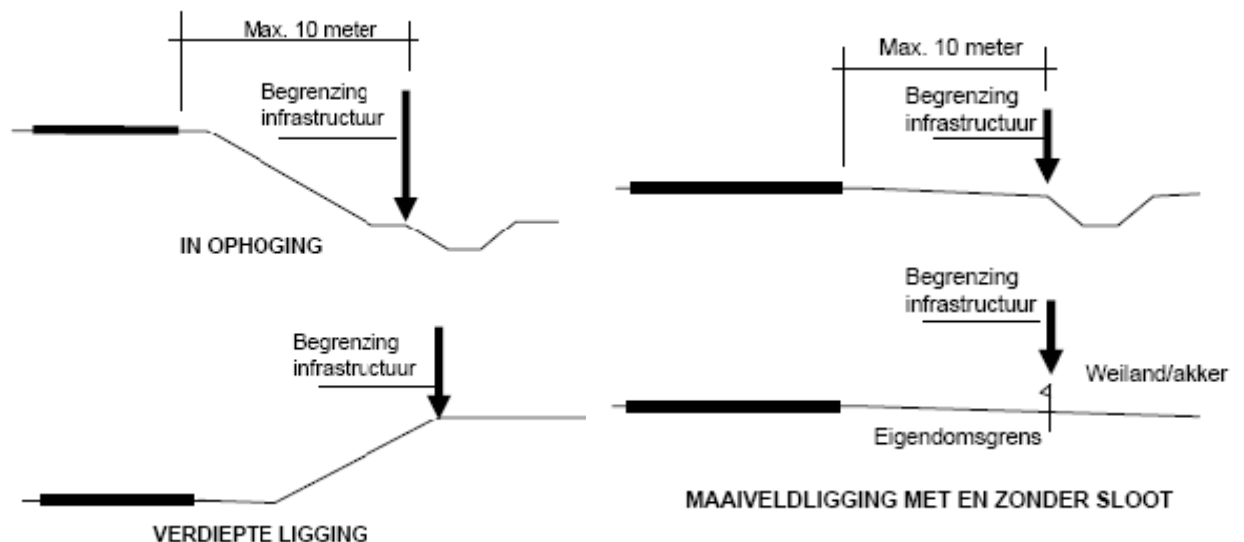 Max. 10 meter
Begrenzing
infrastructuur
IN OPHOGING
Begrenzing
infrastructuur
VERDIEPTE LIGGING
Max. 10 meter
Begrenzing
infrastructuur
Begrenzing
infrastructuur
Weiland/akker
Eigendomsgrens
MAAIVELDLIGGING MET EN ZONDER SLOOT